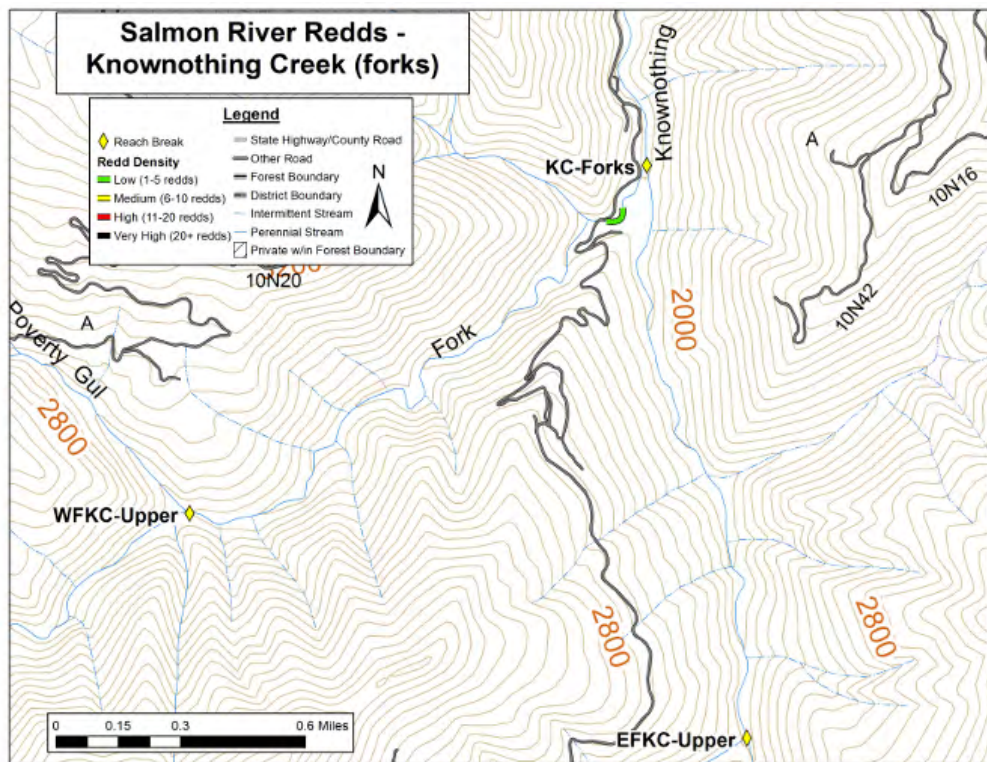 Salmon River Redds -
Knownothing Creek (forks)
Legend
Reach Break
Redd Density
Low (1-5 redds)
Medium (6-10 redds)
High (11-20 redds)
Very High (20+ redds)
State Highway/County Road
Other Road
Forest Boundary
District Boundary
Intermittent Stream
Perennial Stream
Private w/in Forest Boundary
N
Knownothing
KC-Forks
A
10N16
10N42
2000
10N20
A
Poverty Gul
2800
Fork
WFKC-Upper
2800
2800
EFKC-Upper
0 0.15 0.3 0.6 Miles